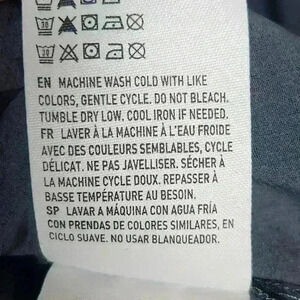 30
30
EN MACHINE WASH COLD WITH LIKE
COLORS, GENTLE CYCLE. DO NOT BLEACH.
TUMBLE DRY LOW. COOL IRON IF NEEDED.
FR LAVER À LA MACHINE À L'EAU FROIDE
AVEC DES COULEURS SEMBLABLES, CYCLE
DÉLICAT. NE PAS JAVELLISER. SÉCHER À
LA MACHINE CYCLE DOUX. REPASSER À
BASSE TEMPÉRATURE AU BESOIN.
SP LAVAR A MÁQUINA CON AGUA FRÍA
CON PRENDAS DE COLORES SIMILARES, EN
CICLO SUAVE. NO USAR BLANQUEADOR.